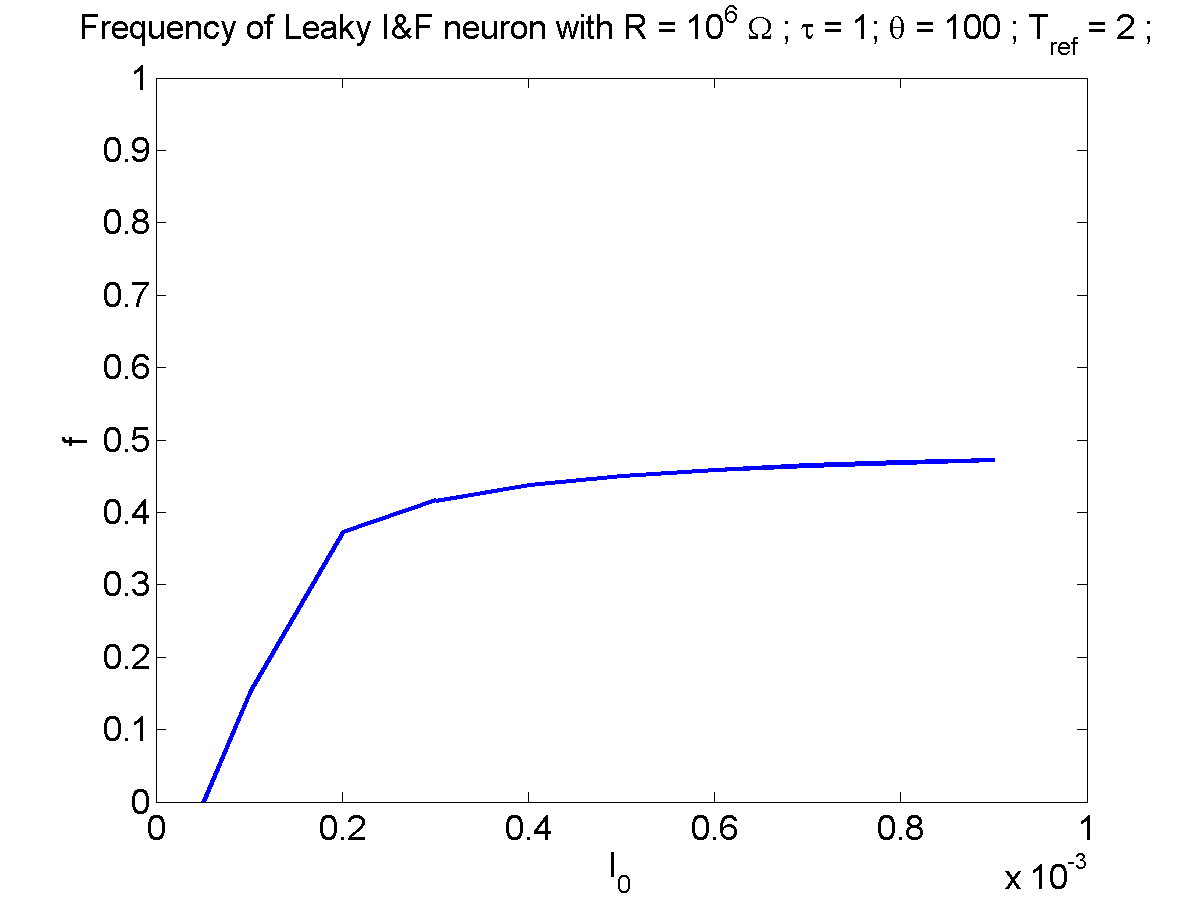 Frequency of Leaky I&F neuron with R = 10^6 Ω ; τ = 1; θ = 100 ; T_ref = 2 ;
1
0.9
0.8
0.7
0.6
0.5
0.4
0.3
0.2
0.1
0
f
0 0.2 0.4 0.6 0.8 1
I_0
x 10^-3